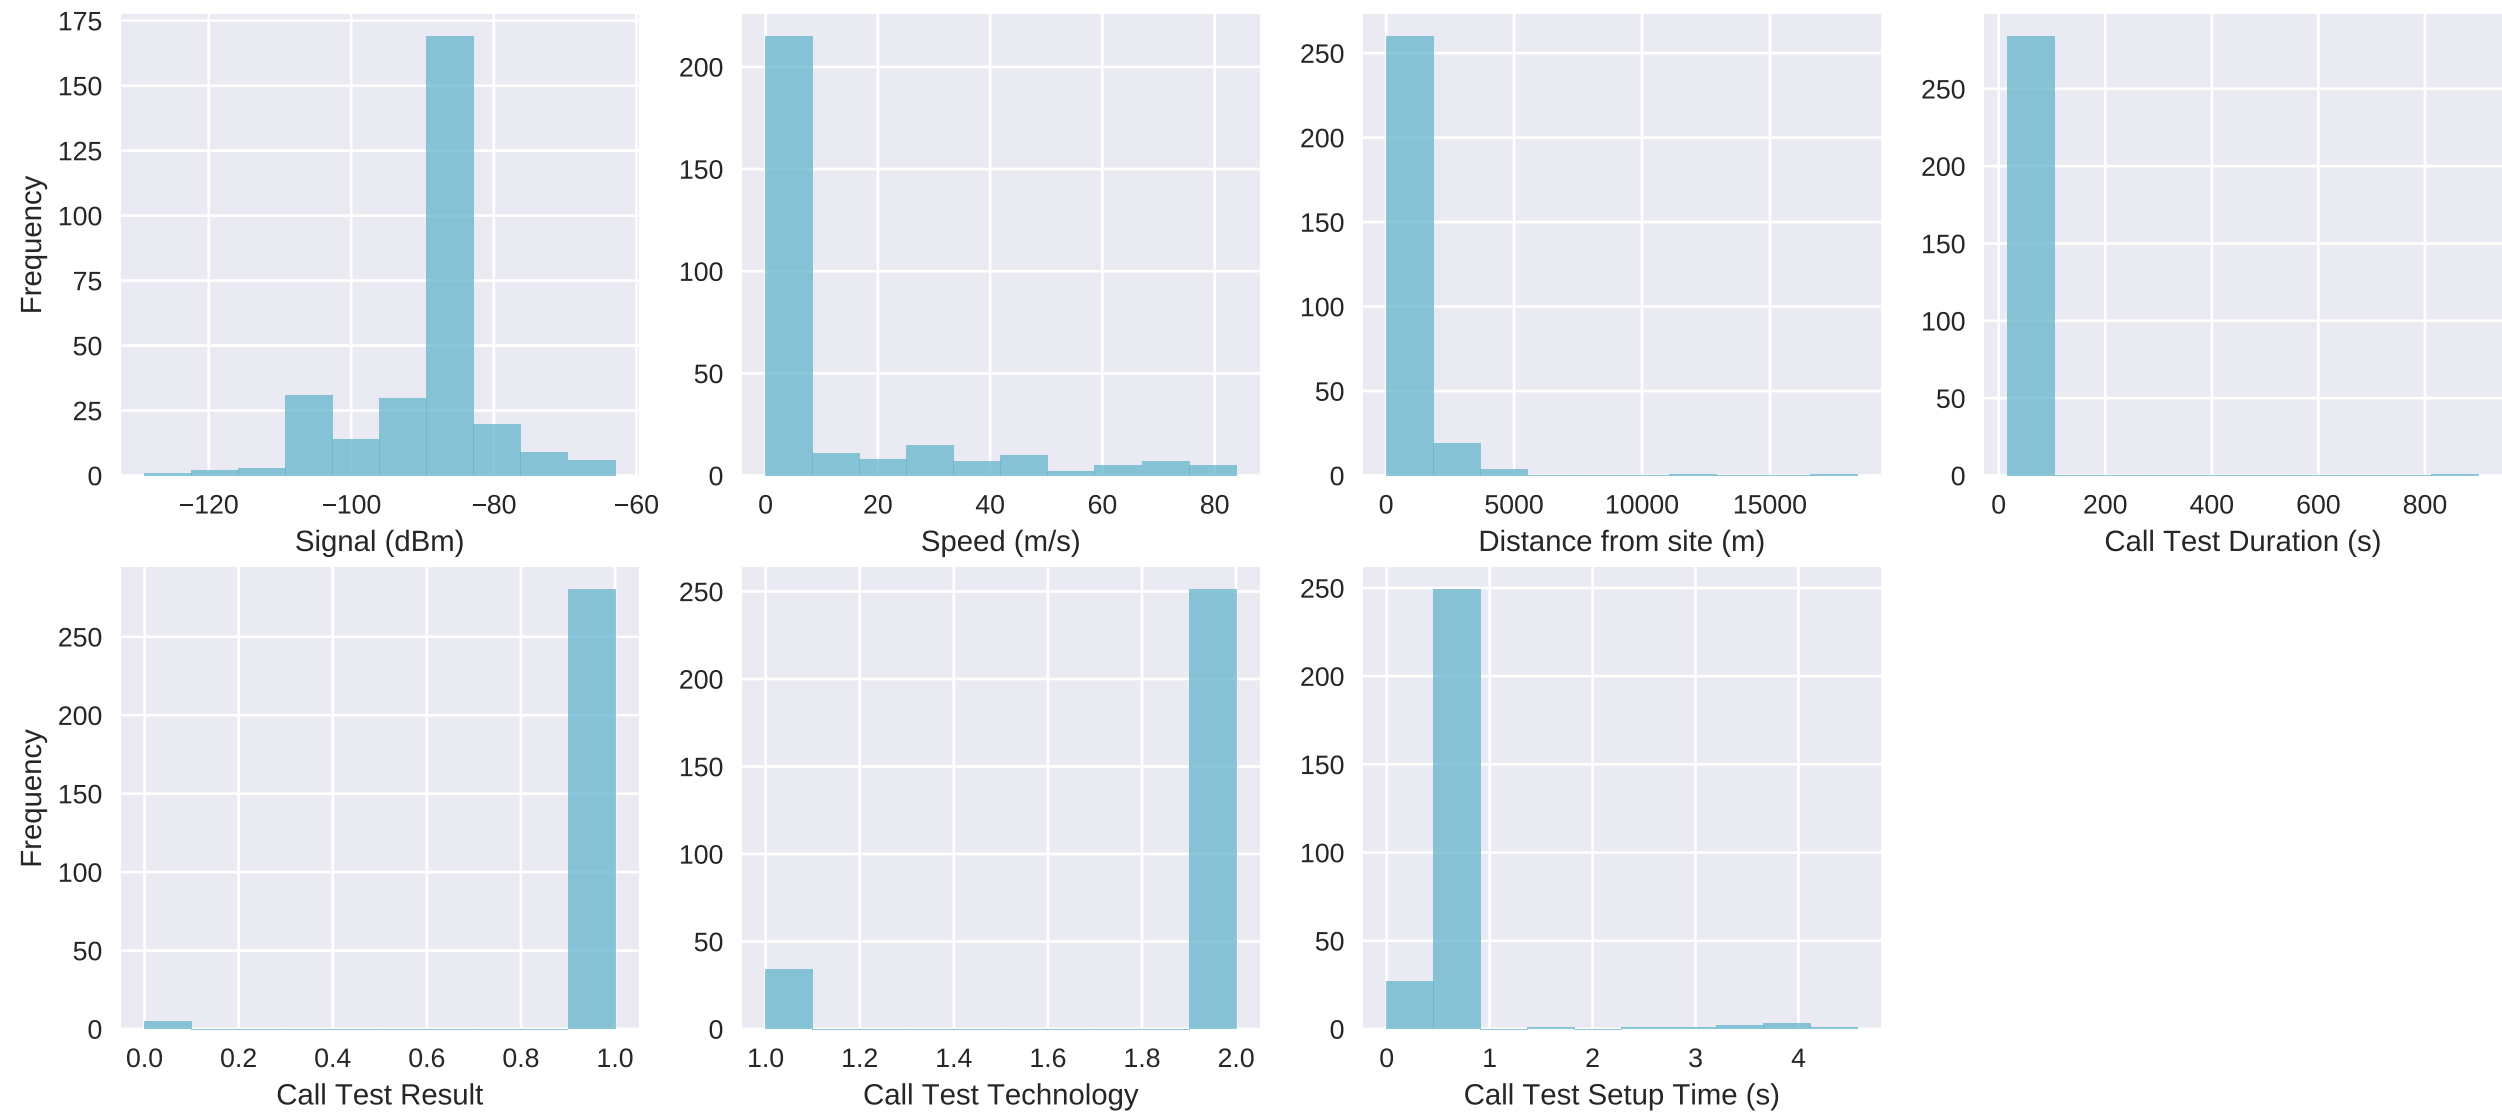 Frequency
175
150
125
100
75
50
25
0
−120 −100 −80 −60
Signal (dBm)
200
150
100
50
0
0 20 40 60 80
Speed (m/s)
250
200
150
100
50
0
0 5000 10000 15000
Distance from site (m)
250
200
150
100
50
0
0 200 400 600 800
Call Test Duration (s)
Frequency
250
200
150
100
50
0
0.0 0.2 0.4 0.6 0.8 1.0
Call Test Result
250
200
150
100
50
0
1.0 1.2 1.4 1.6 1.8 2.0
Call Test Technology
250
200
150
100
50
0
0 1 2 3 4
Call Test Setup Time (s)